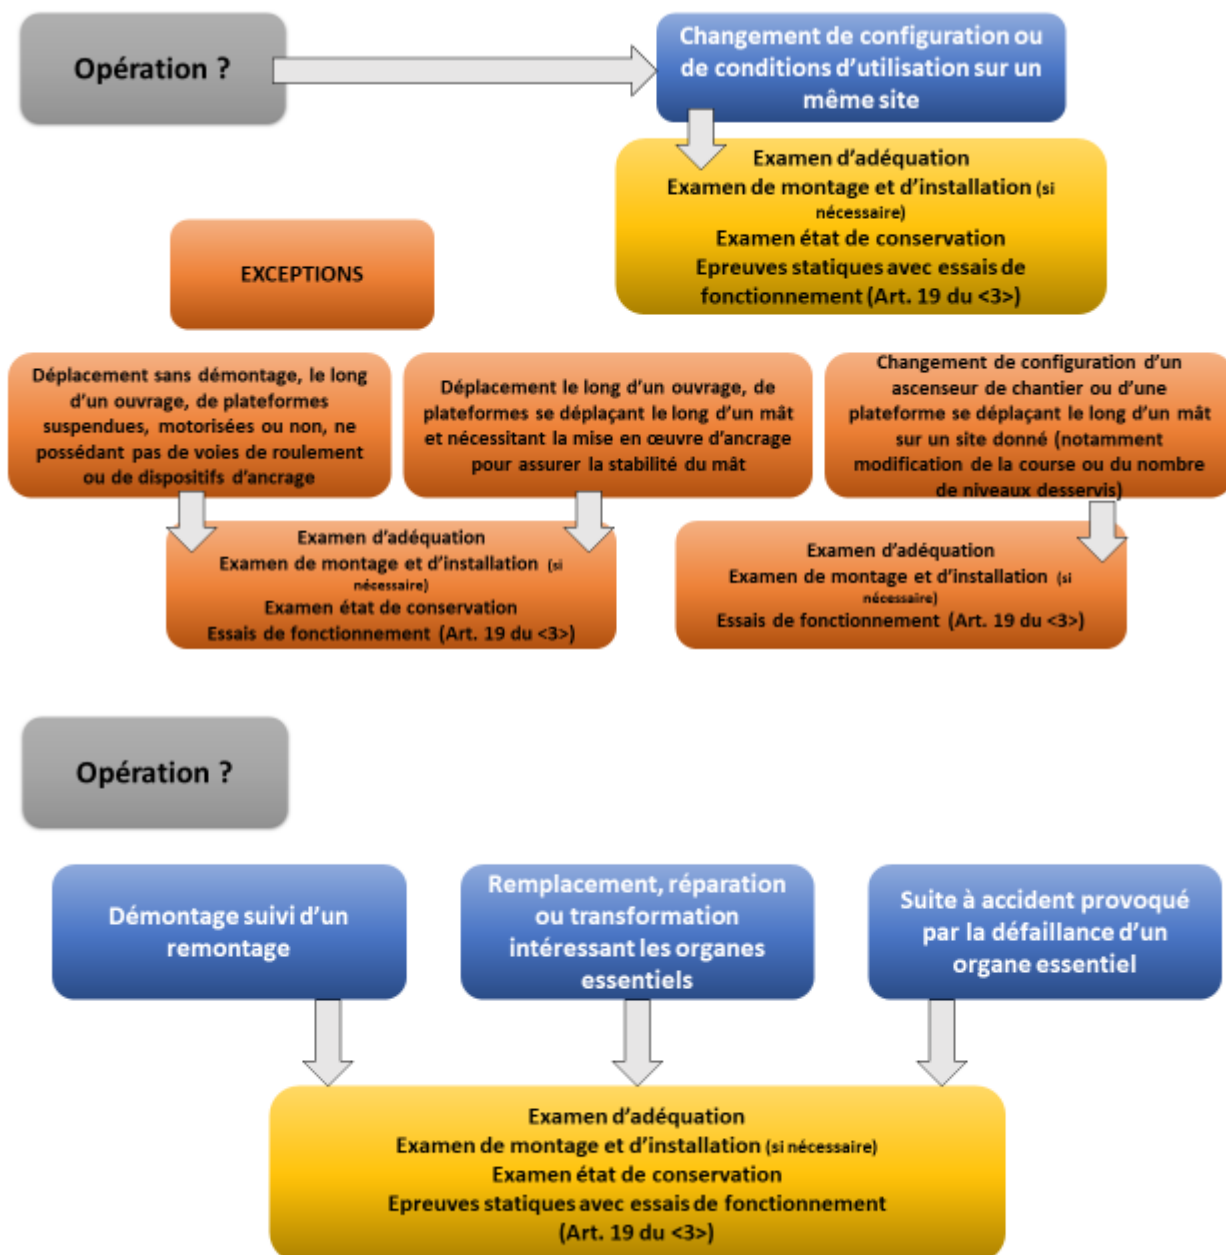 Opération ?
Changement de configuration ou
de conditions d'utilisation sur un
même site
Examen d'adéquation
Examen de montage et d'installation (si
nécessaire)
Examen état de conservation
Epreuves statiques avec essais de
fonctionnement (Art. 19 du <3>)
EXCEPTIONS
Déplacement sans démontage, le long
d'un ouvrage, de plateformes
suspendues, motorisées ou non, ne
possédant pas de voies de roulement
ou de dispositifs d'ancrage
Déplacement le long d'un ouvrage, de
plateformes se déplaçant le long d'un mât
et nécessitant la mise en œuvre d'ancrage
pour assurer la stabilité du mât
Changement de configuration d'un
ascenseur de chantier ou d'une
plateforme se déplaçant le long d'un mât
sur un site donné (notamment
modification de la course ou du nombre
de niveaux desservis)
Examen d'adéquation
Examen de montage et d'installation (si
nécessaire)
Examen état de conservation
Essais de fonctionnement (Art. 19 du <3>)
Examen d'adéquation
Examen de montage et d'installation (si
nécessaire)
Essais de fonctionnement (Art. 19 du <3>)
Opération ?
Démontage suivi d'un
remontage
Remplacement, réparation
ou transformation
intéressant les organes
essentiels
Suite à accident provoqué
par la défaillance d'un
organe essentiel
Examen d'adéquation
Examen de montage et d'installation (si nécessaire)
Examen état de conservation
Epreuves statiques avec essais de fonctionnement
(Art. 19 du <3>)